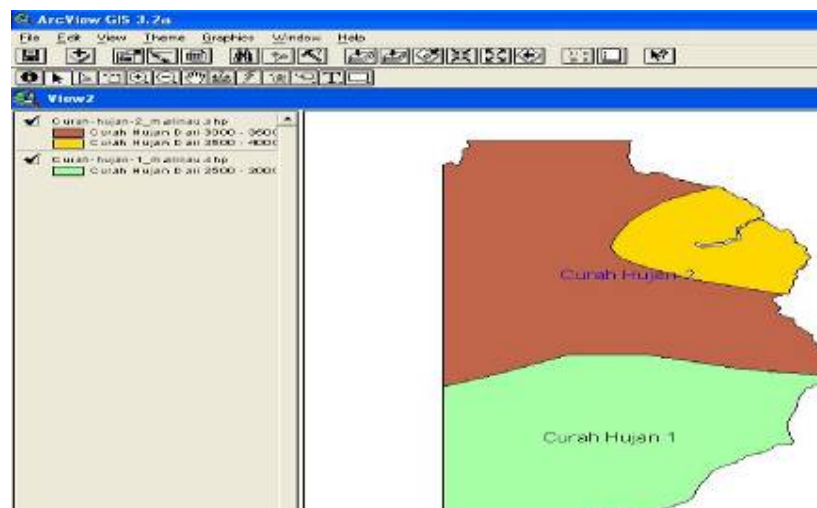 ArcView GIS 3.2a
File Edit View Theme Graphics Window Help
View2
Curah-hujan-2_malinau.shp
Curah Hujan Dari 3000 - 3500
Curah Hujan Dari 3500 - 4000
Curah-hujan-1_malinau.shp
Curah Hujan Dari 2500 - 3000
Curah Hujan 2
Curah Hujan 1